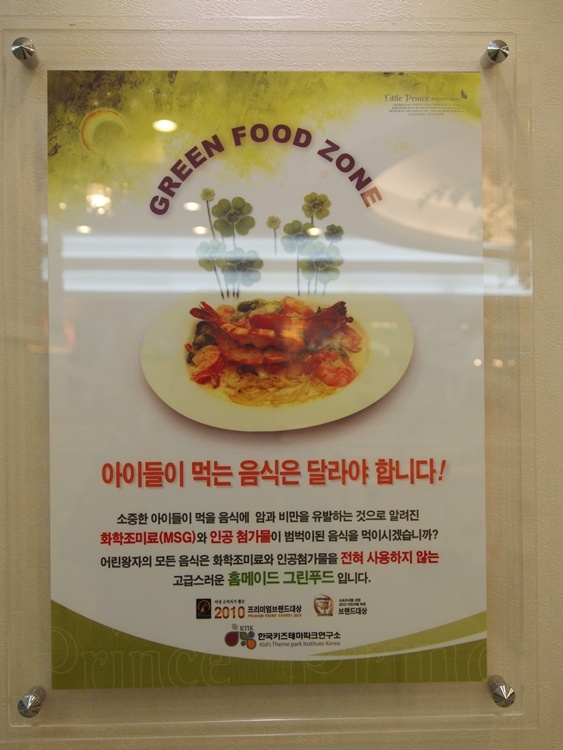 Little Prince
GREEN FOOD ZONE
아이들이 먹는 음식은 달라야 합니다!
소중한 아이들이 먹을 음식에 암과 비만을 유발하는 것으로 알려진
화학조미료(MSG)와 인공 첨가물이 범벅이된 음식을 먹이시겠습니까?
어린왕자의 모든 음식은 화학조미료와 인공첨가물을 전혀 사용하지 않는
고급스러운 홈메이드 그린푸드 입니다.
2010 프리미엄브랜드대상
브랜드대상
한국키즈테마파크연구소
Kid's Theme park Institute Korea
Prince